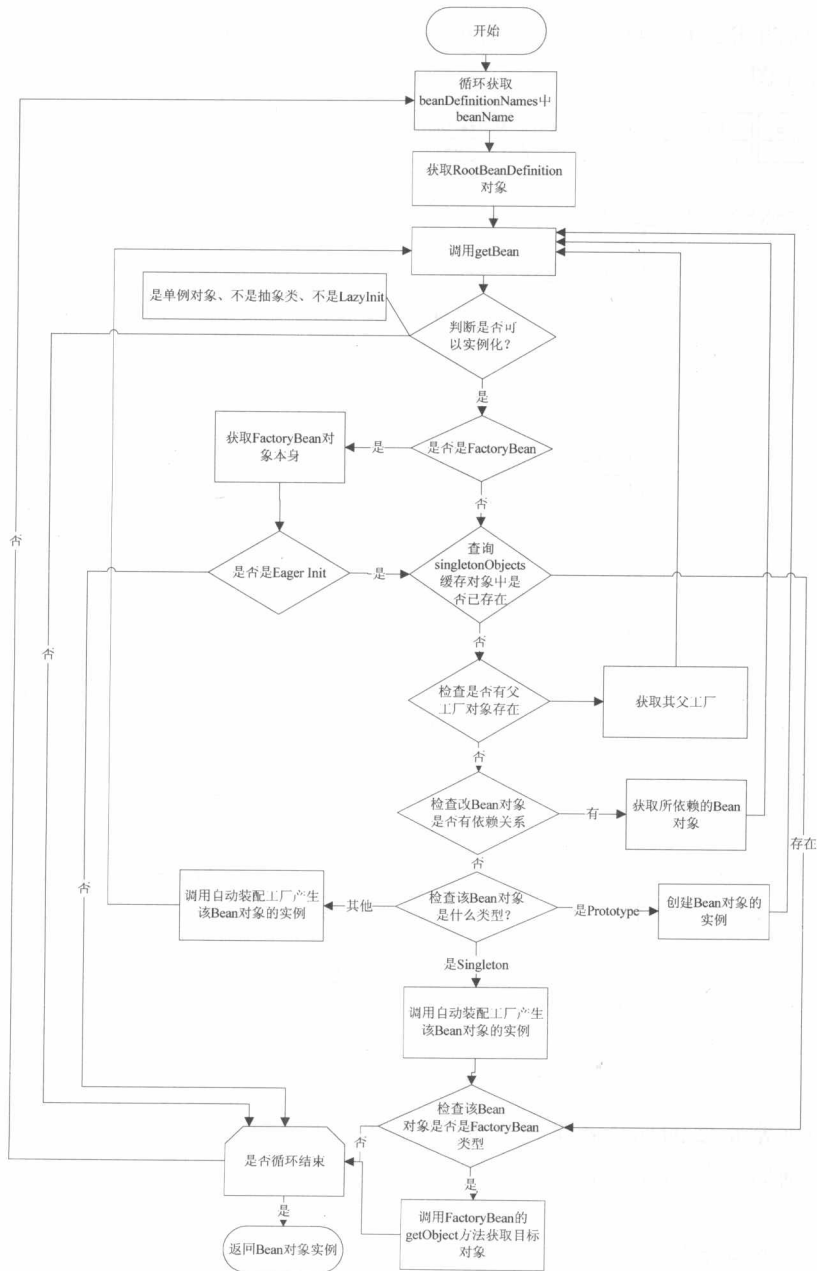 开始
循环获取
beanDefinitionNames中
beanName
获取RootBeanDefinition
对象
调用getBean
是单例对象、不是抽象类、不是LazyInit
判断是否可
以实例化？
是
获取FactoryBean对
象本身
是
是否是FactoryBean
否
否
是否是Eager Init
是
查询
singletonObjects
缓存对象中是
否已存在
否
否
检查是否有父
工厂对象存在
获取其父工厂
否
检查改Bean对象
是否有依赖关系
有
获取所依赖的Bean
对象
存在
否
否
调用自动装配工厂产生
该Bean对象的实例
其他
检查该Bean对象
是什么类型？
是Prototype
创建Bean对象的
实例
是Singleton
调用自动装配工厂产生
该Bean对象的实例
检查该Bean
对象是否是FactoryBean
类型
否
是否循环结束
是
是
调用FactoryBean的
getObject方法获取目标
对象
返回Bean对象实例